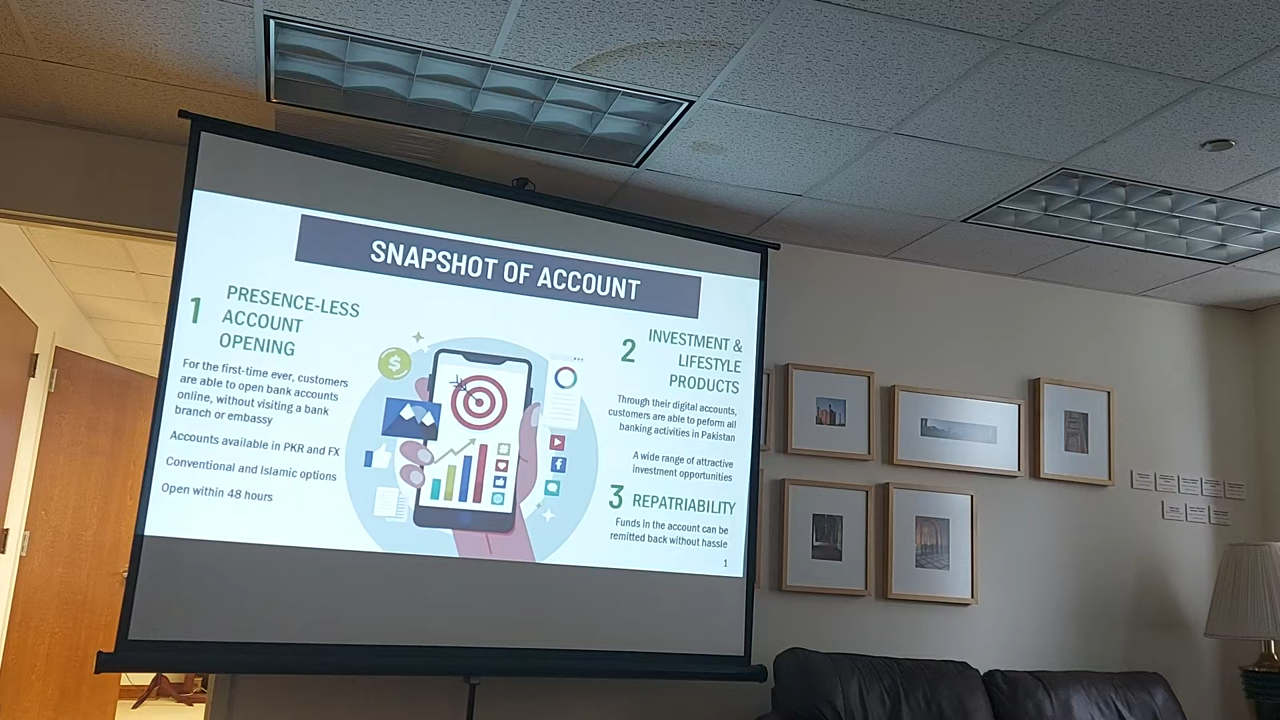 SNAPSHOT OF ACCOUNT
1
PRESENCE-LESS
ACCOUNT
OPENING
For the first-time ever, customers
are able to open bank accounts
online, without visiting a bank
branch or embassy
Accounts available in PKR and FX
Conventional and Islamic options
Open within 48 hours
2
INVESTMENT &
LIFESTYLE
PRODUCTS
Through their digital accounts,
customers are able to peform all
banking activities in Pakistan
A wide range of attractive
investment opportunities
3
REPATRIABILITY
Funds in the account can be
remitted back without hassle
1
$